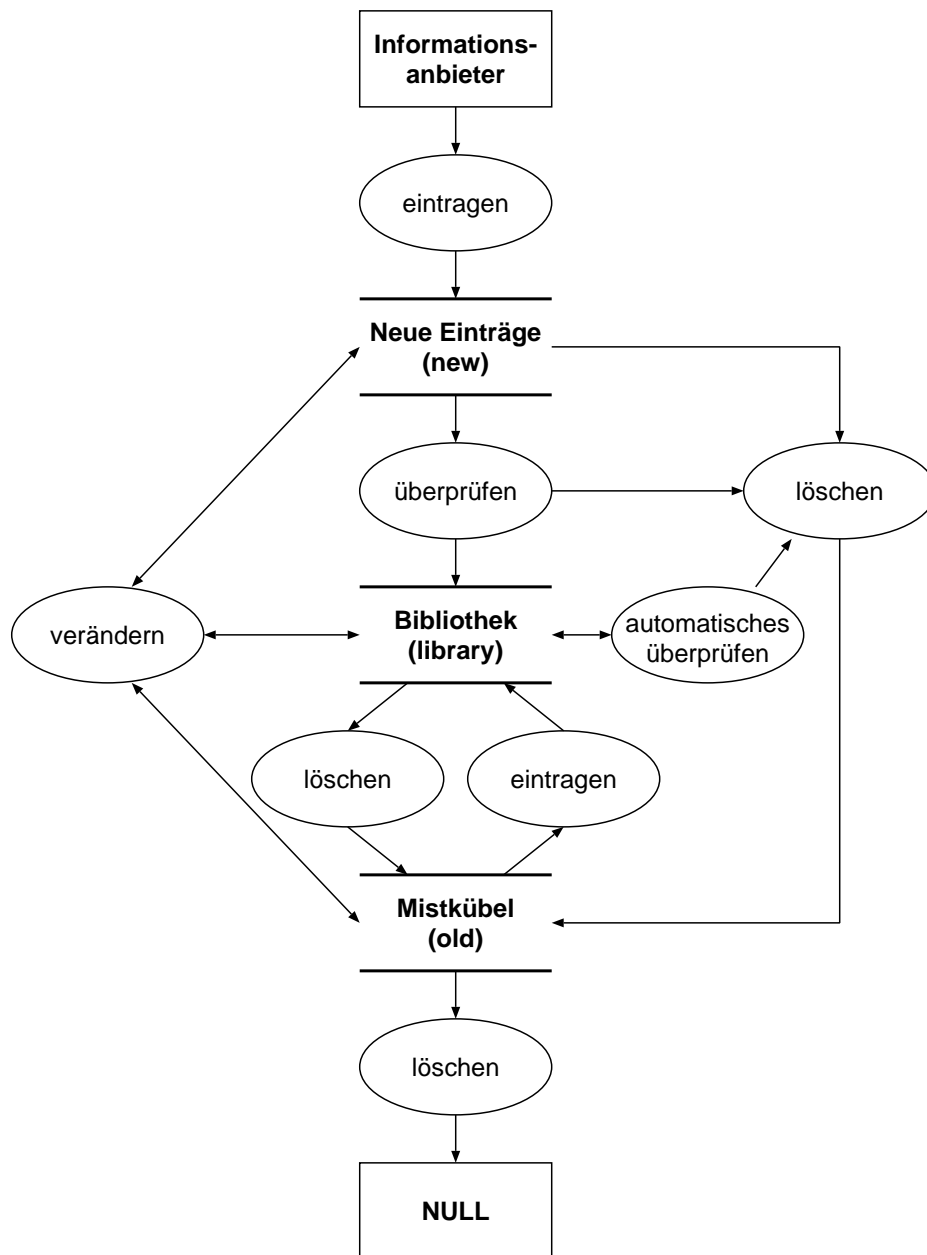 Informations-
anbieter
eintragen
Neue Einträge
(new)
überprüfen
löschen
verändern
Bibliothek
(library)
automatisches
überprüfen
löschen
eintragen
Mistkübel
(old)
löschen
NULL